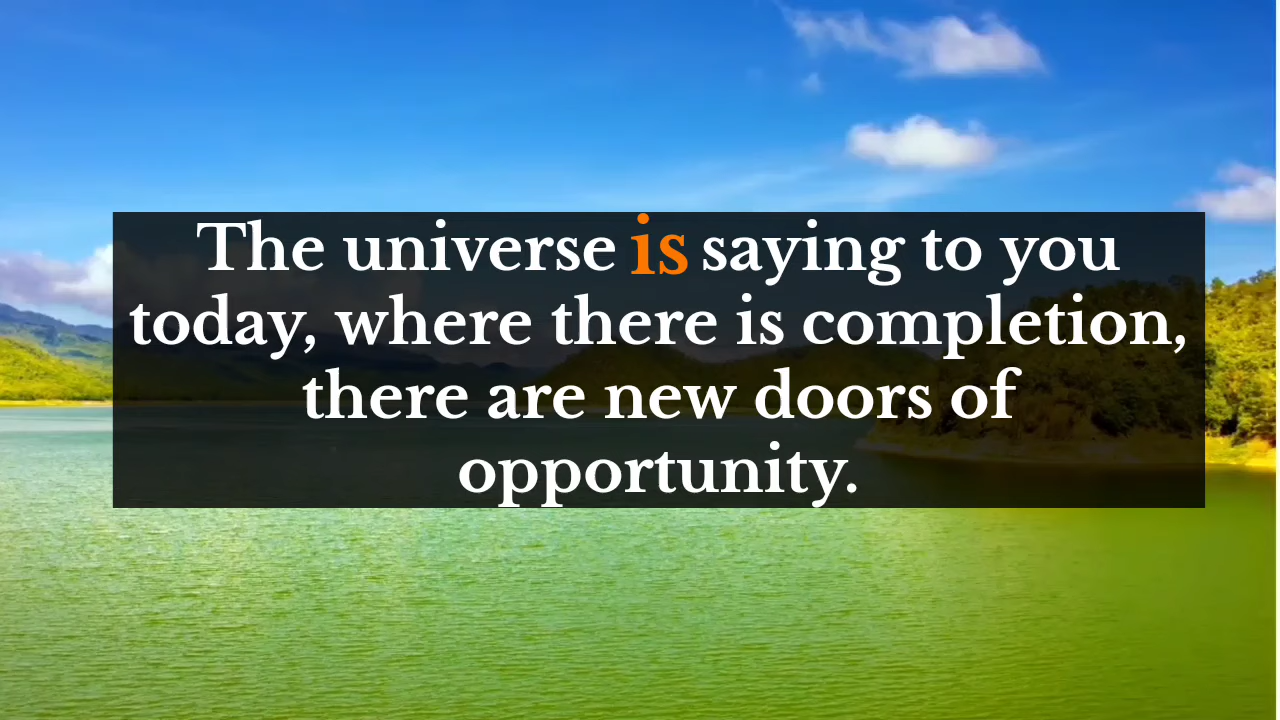 The universe is saying to you
today, where there is completion,
there are new doors of
opportunity.